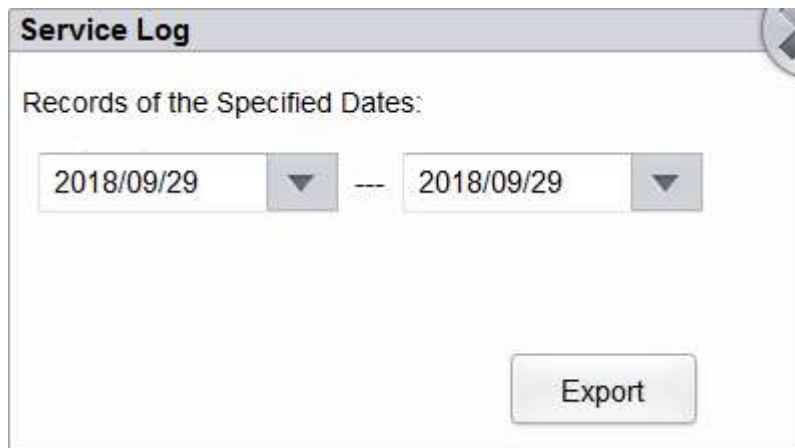 Service Log
Records of the Specified Dates:
2018/09/29 --- 2018/09/29
Export